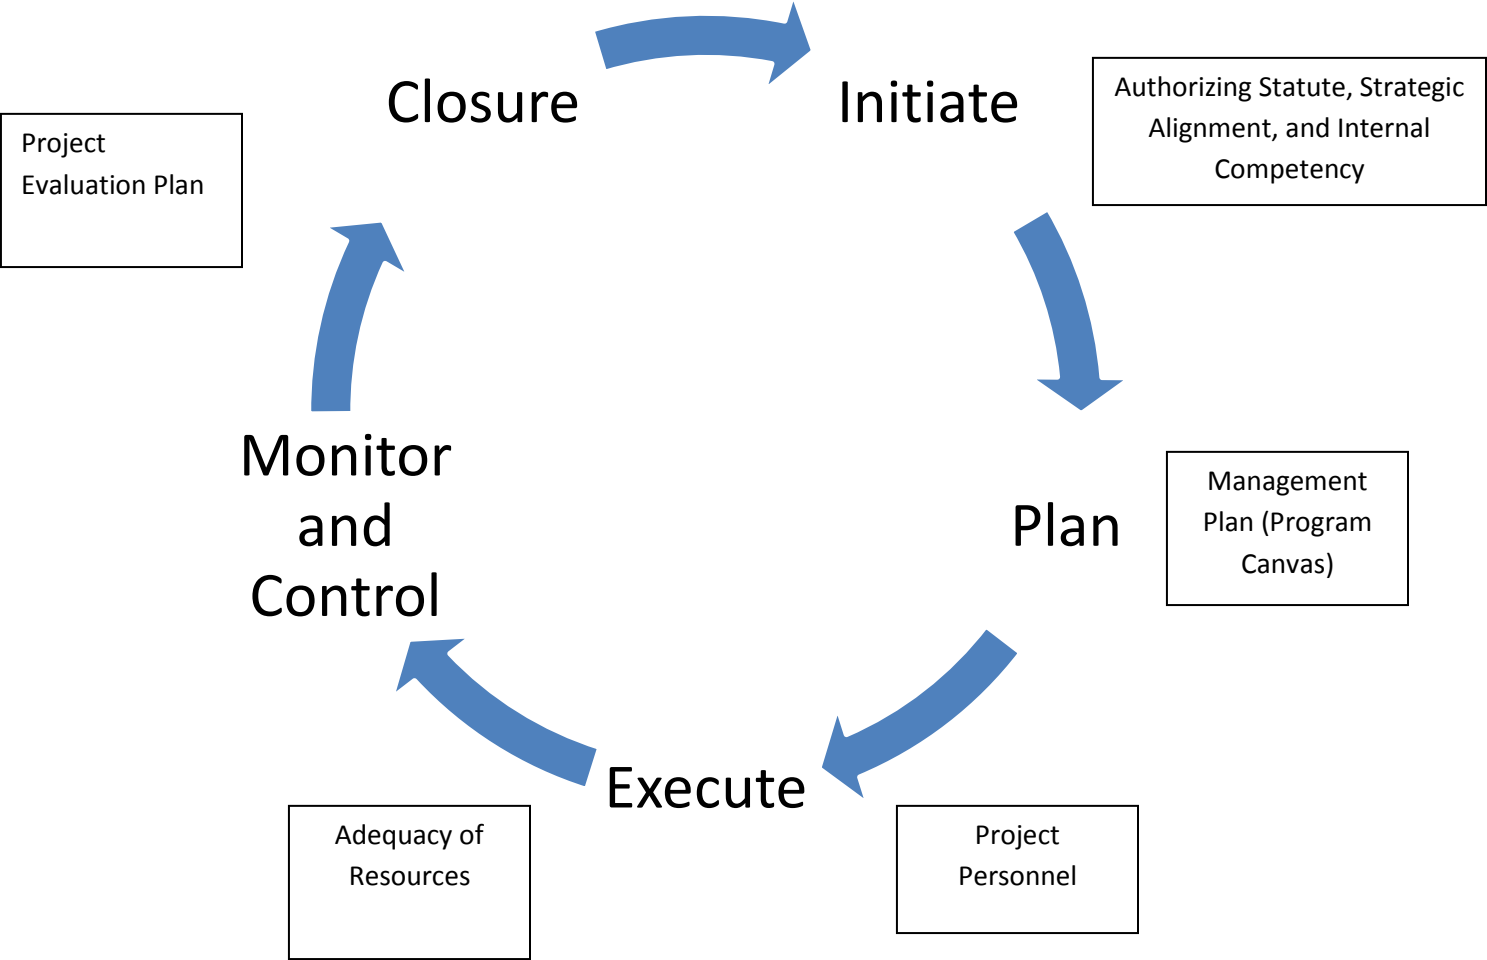 Closure
Initiate
Authorizing Statute, Strategic
Alignment, and Internal
Competency
Project
Evaluation Plan
Monitor
and
Control
Plan
Management
Plan (Program
Canvas)
Execute
Adequacy of
Resources
Project
Personnel